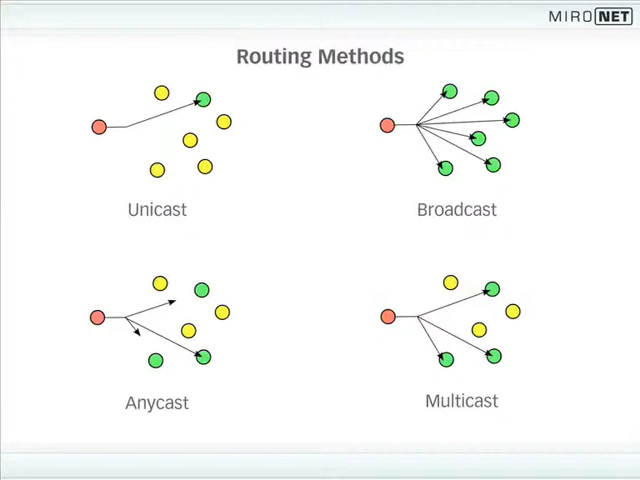 MIRO NET
Routing Methods
Unicast
Broadcast
Anycast
Multicast